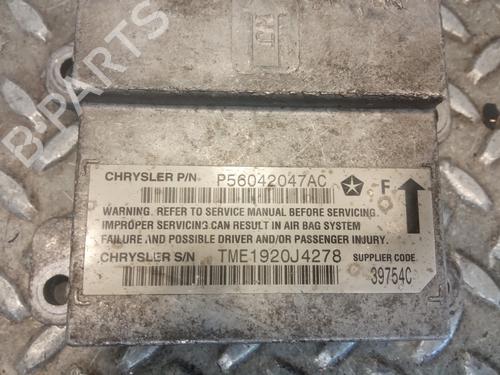 CHRYSLER P/N P56042047AC F
WARNING. REFER TO SERVICE MANUAL BEFORE SERVICING.
IMPROPER SERVICING CAN RESULT IN AIR BAG SYSTEM
FAILURE AND POSSIBLE DRIVER AND/OR PASSENGER INJURY.
CHRYSLER S/N TME1920J4278 SUPPLIER CODE
39754C